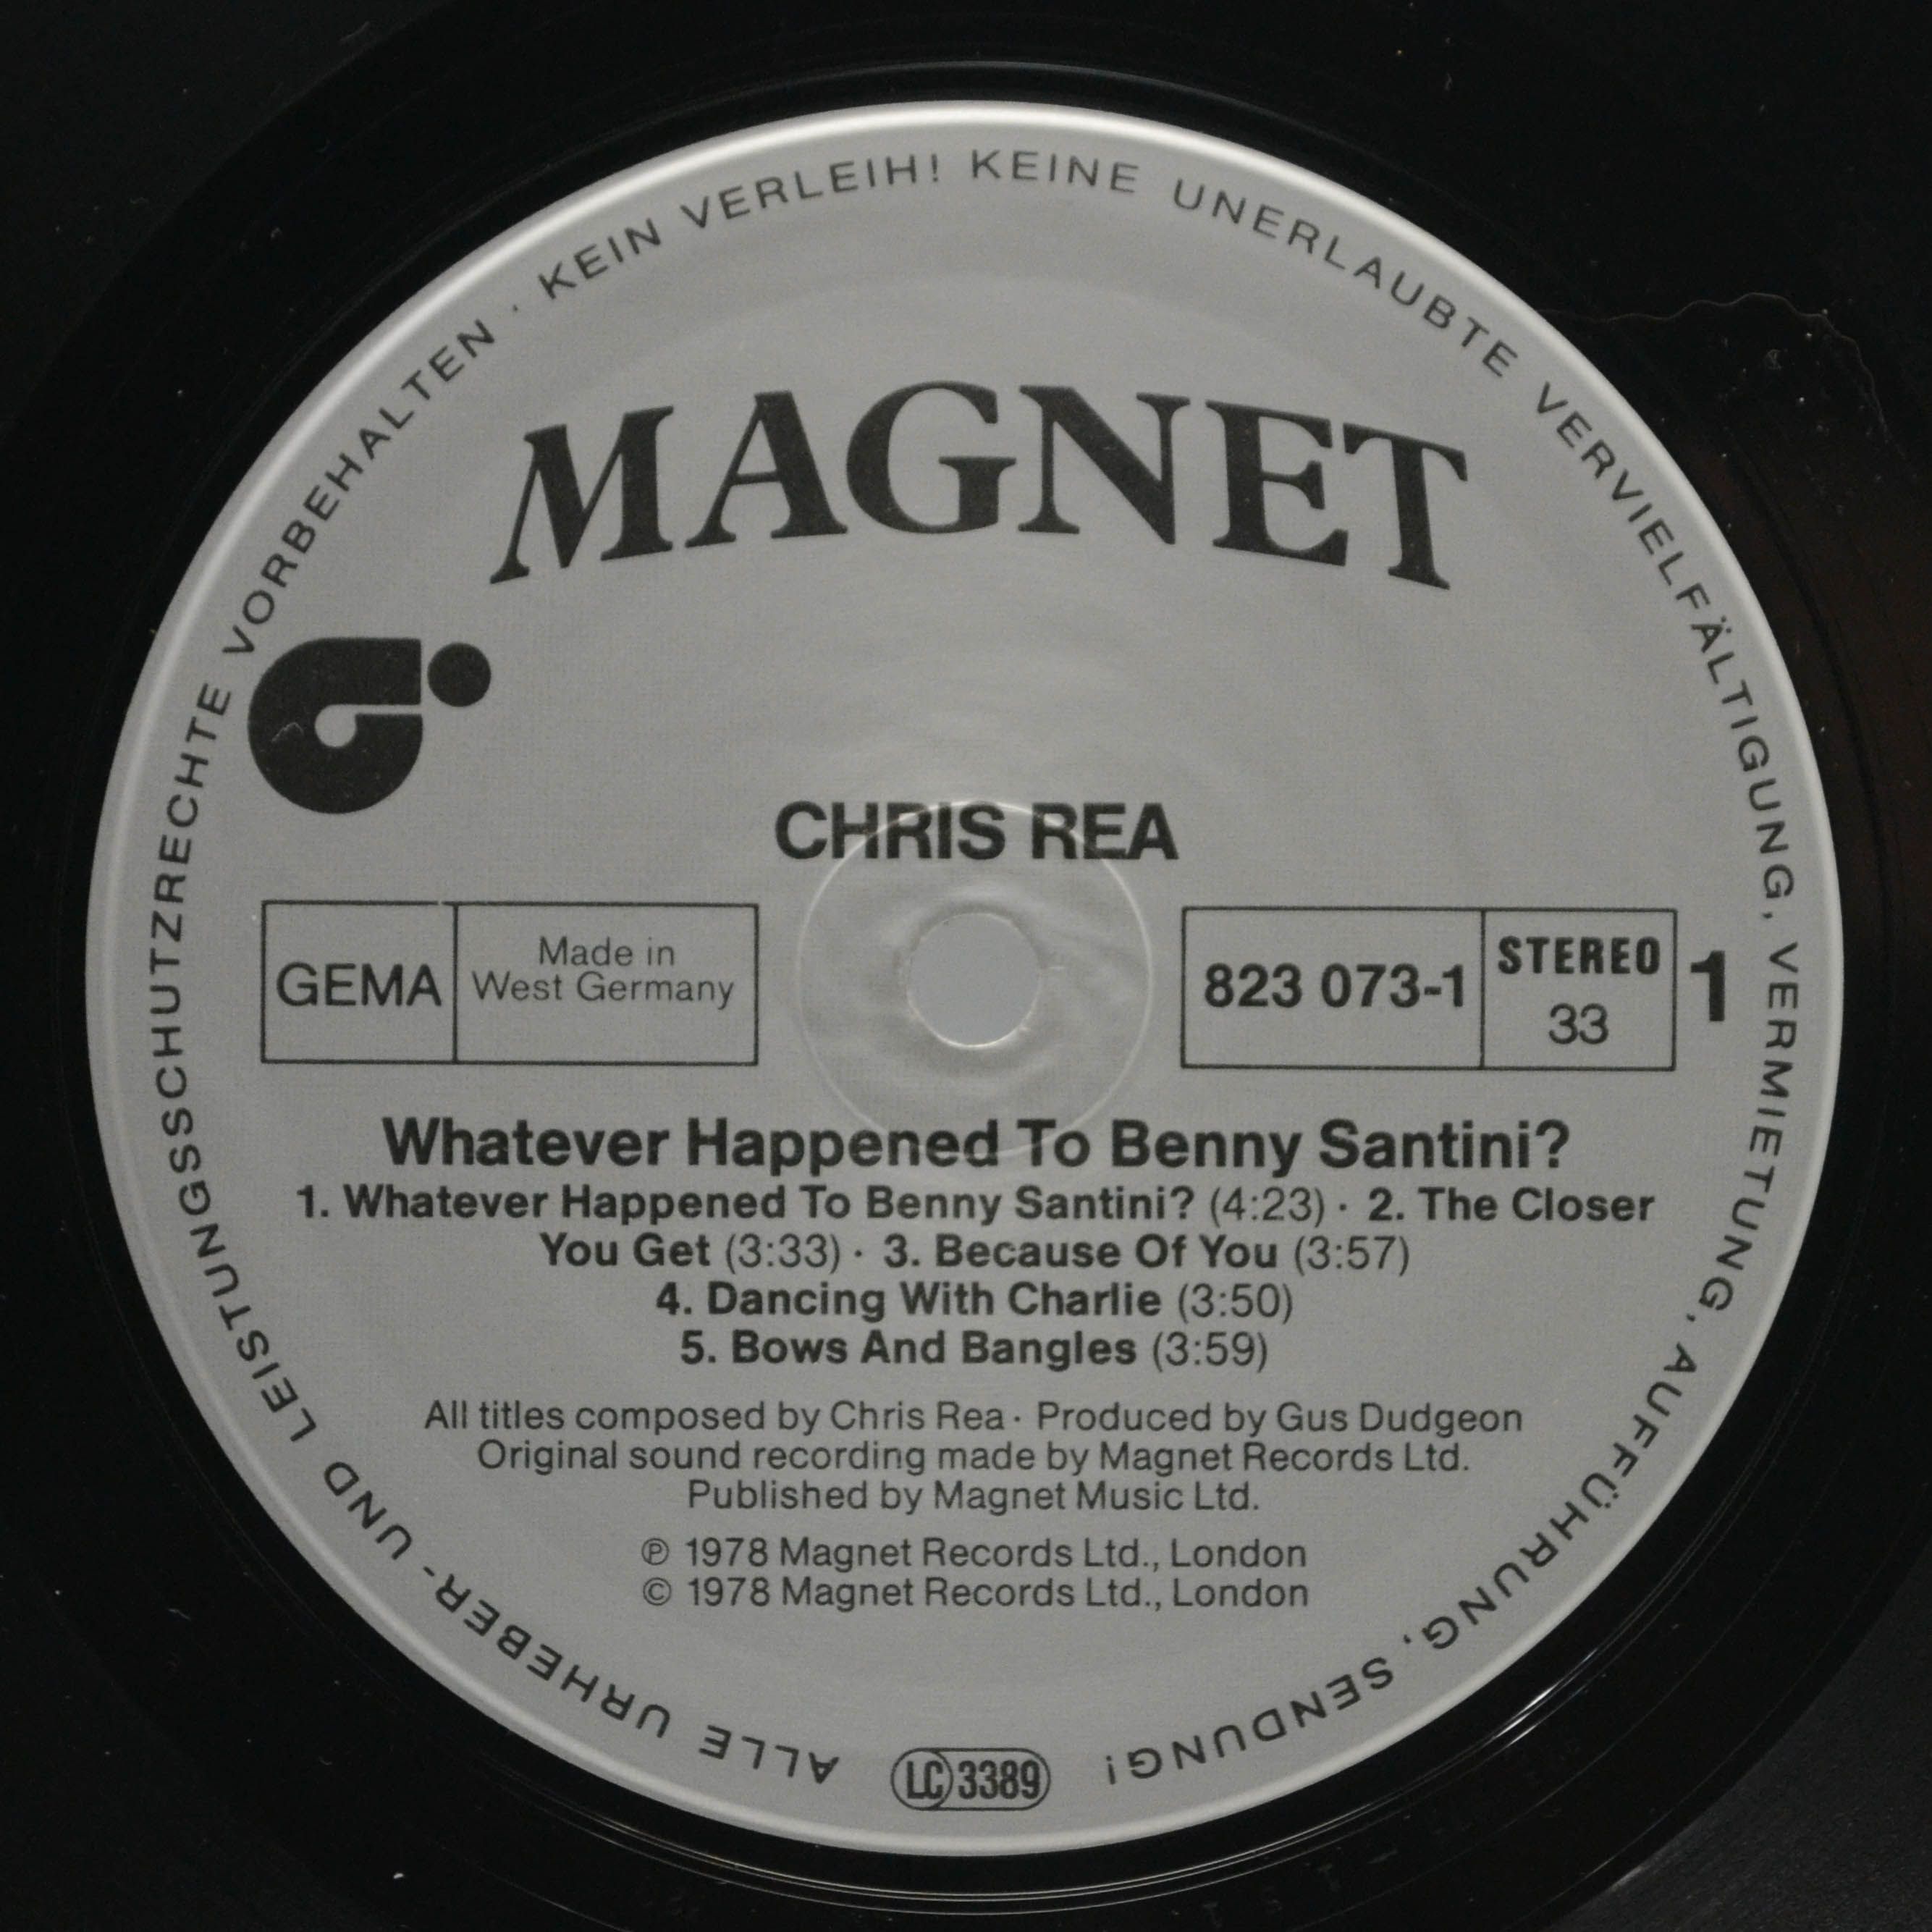 ALLE URHEBER- UND LEISTUNGSSCHUTZRECHTE VORBEHALTEN · KEIN VERLEIH! KEINE UNERLAUBTE VERVIELFÄLTIGUNG, VERMIETUNG, AUFFÜHRUNG, SENDUNG!
MAGNET
CHRIS REA
GEMA
Made in
West Germany
823 073-1
STEREO
33
1
Whatever Happened To Benny Santini?
1. Whatever Happened To Benny Santini? (4:23) · 2. The Closer
You Get (3:33) · 3. Because Of You (3:57)
4. Dancing With Charlie (3:50)
5. Bows And Bangles (3:59)
All titles composed by Chris Rea · Produced by Gus Dudgeon
Original sound recording made by Magnet Records Ltd.
Published by Magnet Music Ltd.
℗ 1978 Magnet Records Ltd., London
© 1978 Magnet Records Ltd., London
LC 3389